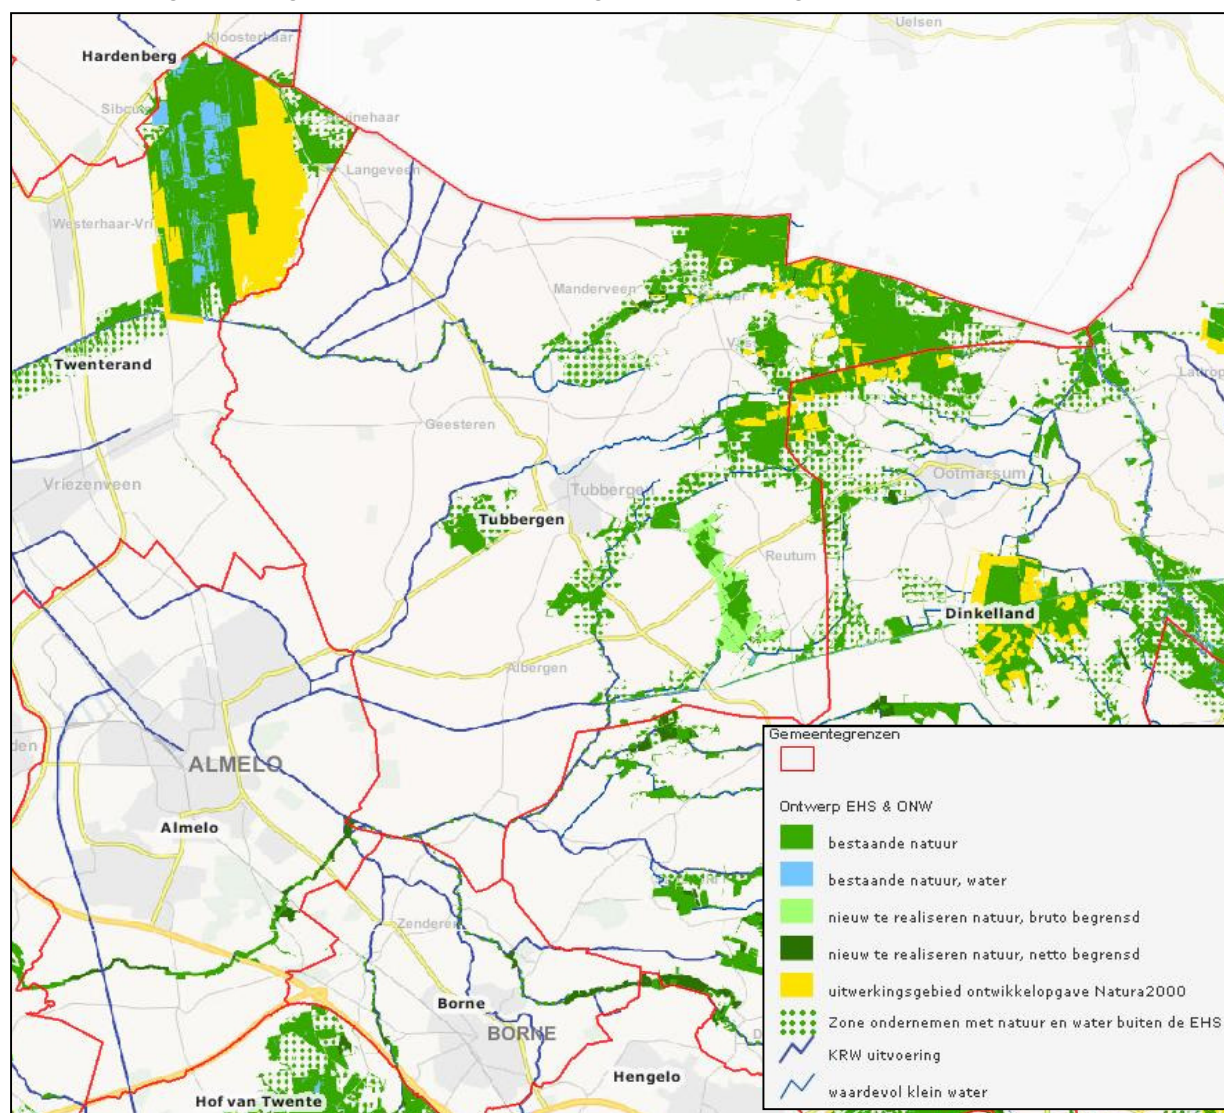 Uelsen
Kloosterhaar
Hardenberg
Langeveen
Westerhaar-Vri
Manderveen
Twenterand
Geesteren
Ootmarsum
Vriezenveen
Tubbergen
Tubbergen
Reutum
Dinkelland
Albergen
den
ALMELO
Almelo
Zenderen
Borne
BORNE
Hengelo
Hof van Twente
Gemeentegrenzen
Ontwerp EHS & ONW
bestaande natuur
bestaande natuur, water
nieuw te realiseren natuur, bruto begrensd
nieuw te realiseren natuur, netto begrensd
uitwerkingsgebied ontwikkelopgave Natura2000
Zone ondernemen met natuur en water buiten de EHS
KRW uitvoering
waardevol klein water